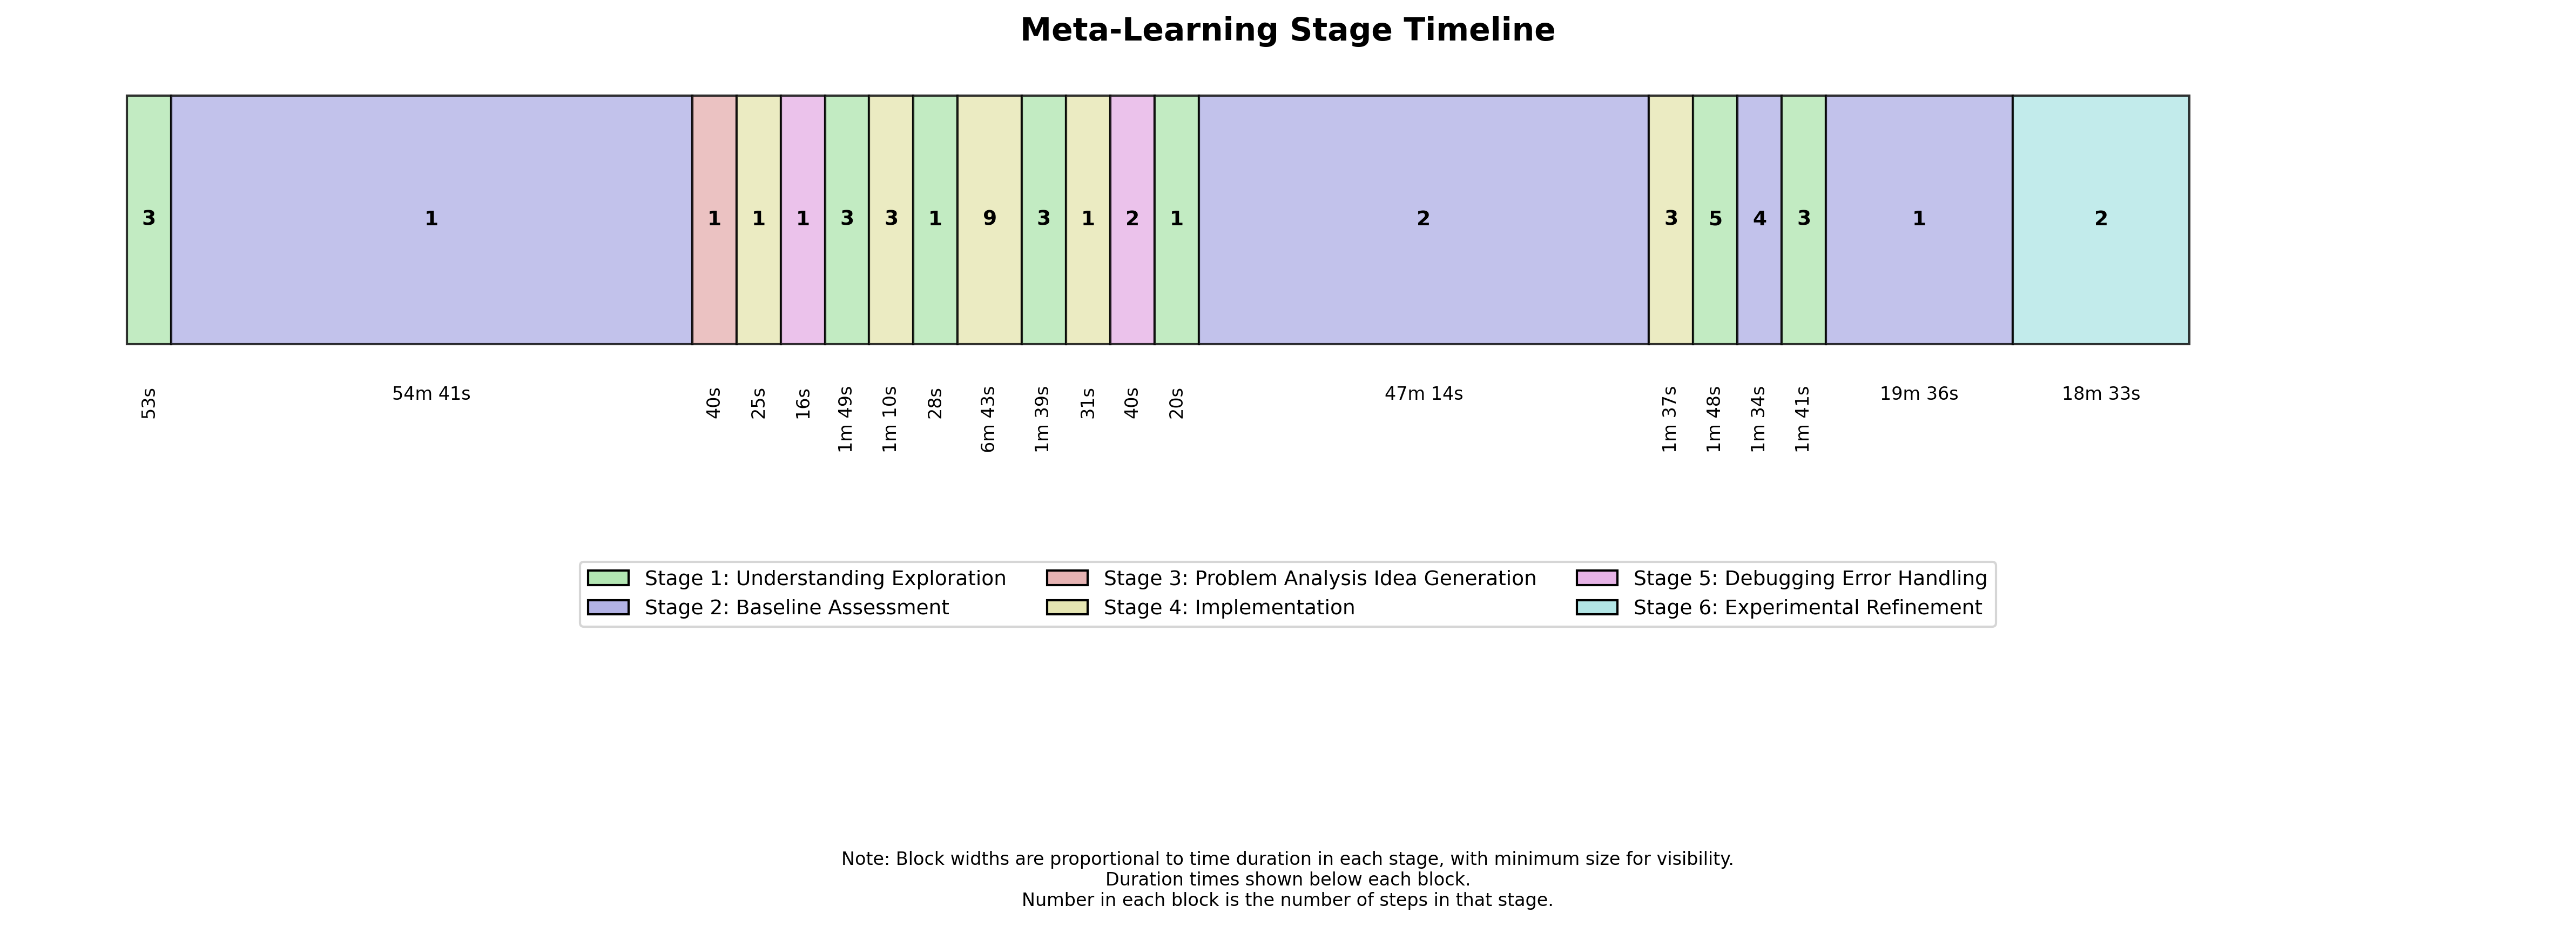 Meta-Learning Stage Timeline
3 1 1 1 1 3 3 1 9 3 1 2 1 2 3 5 4 3 1 2
53s 54m 41s 40s 25s 16s 1m 49s 1m 10s 28s 6m 43s 1m 39s 31s 40s 20s 47m 14s 1m 37s 1m 48s 1m 34s 1m 41s 19m 36s 18m 33s
Stage 1: Understanding Exploration Stage 3: Problem Analysis Idea Generation Stage 5: Debugging Error Handling
Stage 2: Baseline Assessment Stage 4: Implementation Stage 6: Experimental Refinement
Note: Block widths are proportional to time duration in each stage, with minimum size for visibility.
Duration times shown below each block.
Number in each block is the number of steps in that stage.